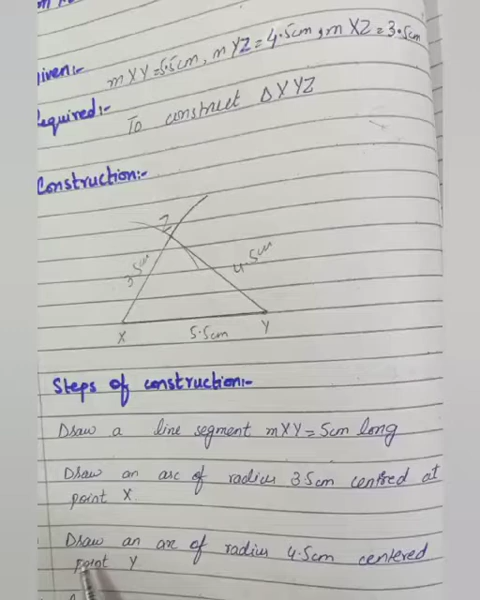 iven:-
mXY=5.5cm, mYZ=4.5cm, mXZ=3.5cm
equired:-
To construct ΔXYZ
Construction:-
Z
3.5cm
4.5cm
X
5.5cm
Y
Steps of construction:-
Draw a line segment mXY=5cm long
Draw an arc of radius 3.5cm centred at
point X
Draw an arc of radius 4.5cm centered
point Y